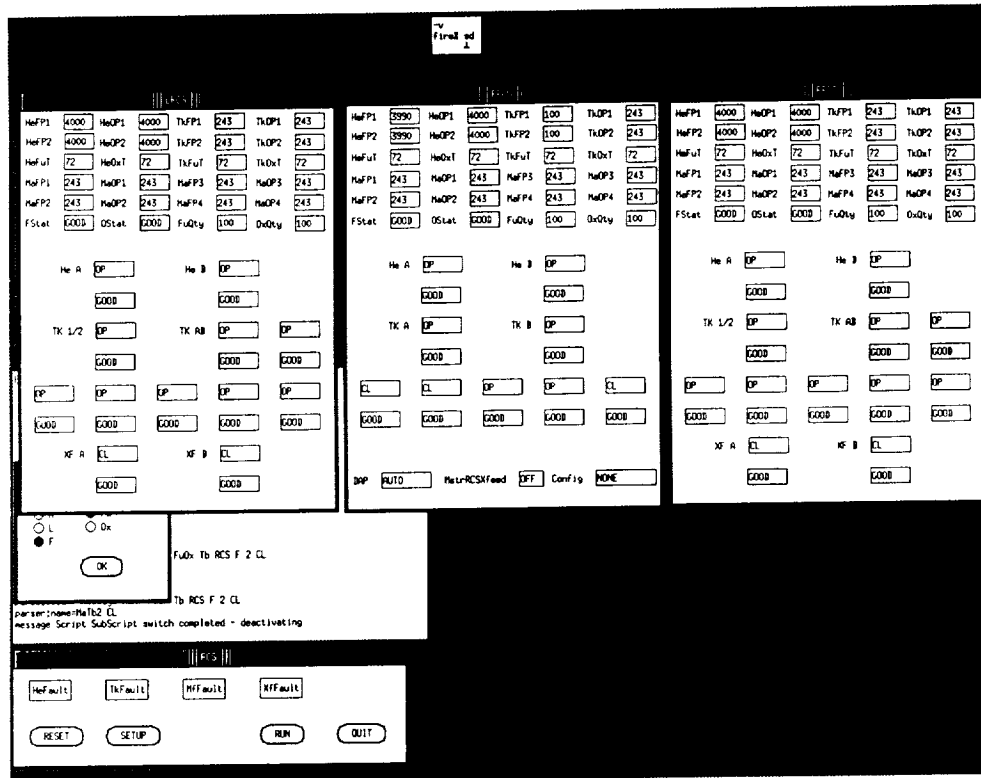 HeFP1 4000 HeOP1 4000 TkFP1 243 TkOP1 243
HeFP2 4000 HeOP2 4000 TkFP2 243 TkOP2 243
HeFuT 72 HeOxT 72 TkFuT 72 TkOxT 72
MaFP1 243 MaOP1 243 MaFP3 243 MaOP3 243
MaFP2 243 MaOP2 243 MaFP4 243 MaOP4 243
FStat GOOD OStat GOOD FuQty 100 OxQty 100
He A OP He B OP
GOOD GOOD
TK 1/2 OP TK AB OP OP
GOOD GOOD GOOD
OP OP OP OP OP
GOOD GOOD GOOD GOOD GOOD
XF A CL XF B CL
GOOD GOOD
HeFP1 3990 HeOP1 4000 TkFP1 100 TkOP1 243
HeFP2 3990 HeOP2 4000 TkFP2 100 TkOP2 243
HeFuT 72 HeOxT 72 TkFuT 72 TkOxT 72
MaFP1 243 MaOP1 243 MaFP3 243 MaOP3 243
MaFP2 243 MaOP2 243 MaFP4 243 MaOP4 243
FStat GOOD OStat GOOD FuQty 100 OxQty 100
He A OP He B OP
GOOD GOOD
TK A OP TK B OP
GOOD GOOD
CL CL OP OP CL
GOOD GOOD GOOD GOOD GOOD
DAP AUTO MstrRCSXfeed OFF Config NONE
HeFP1 4000 HeOP1 4000 TkFP1 243 TkOP1 243
HeFP2 4000 HeOP2 4000 TkFP2 243 TkOP2 243
HeFuT 72 HeOxT 72 TkFuT 72 TkOxT 72
MaFP1 243 MaOP1 243 MaFP3 243 MaOP3 243
MaFP2 243 MaOP2 243 MaFP4 243 MaOP4 243
FStat GOOD OStat GOOD FuQty 100 OxQty 100
He A OP He B OP
GOOD GOOD
TK 1/2 OP TK AB OP OP
GOOD GOOD GOOD
OP OP OP OP OP
GOOD GOOD GOOD GOOD GOOD
XF A CL XF B CL
GOOD GOOD
L Ox
F
OK
FuOx Tb RCS F 2 CL
Tb RCS F 2 CL
parser:name=MaTb2 CL
message Script SubScript switch completed - deactivating
RCS
HeFault TkFault MfFault XfFault
RESET SETUP RUN QUIT